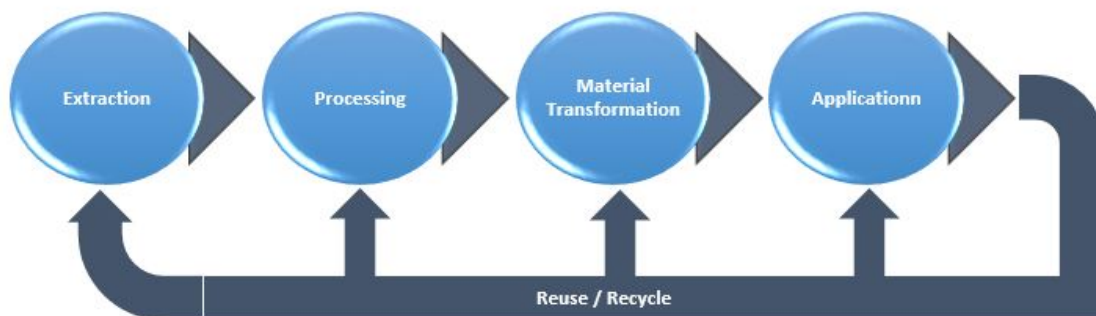 Extraction
Processing
Material
Transformation
Applicationn
Reuse / Recycle